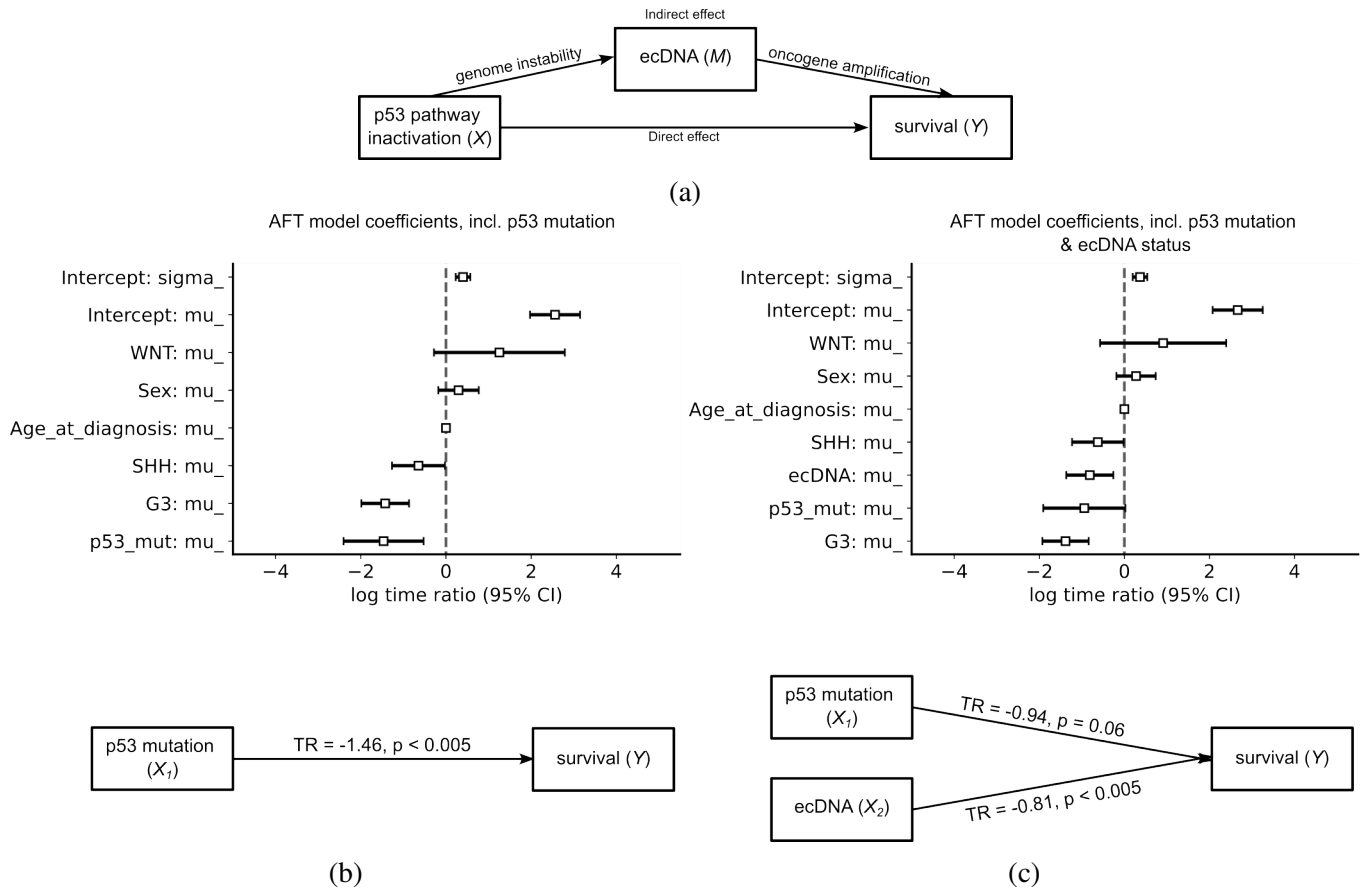 Indirect effect
ecDNA (M)
genome instability
oncogene amplification
p53 pathway
inactivation (X)
Direct effect
survival (Y)
(a)
AFT model coefficients, incl. p53 mutation
Intercept: sigma_
Intercept: mu_
WNT: mu_
Sex: mu_
Age_at_diagnosis: mu_
SHH: mu_
G3: mu_
p53_mut: mu_
−4 −2 0 2 4
log time ratio (95% CI)
AFT model coefficients, incl. p53 mutation
& ecDNA status
Intercept: sigma_
Intercept: mu_
WNT: mu_
Sex: mu_
Age_at_diagnosis: mu_
SHH: mu_
ecDNA: mu_
p53_mut: mu_
G3: mu_
−4 −2 0 2 4
log time ratio (95% CI)
p53 mutation
(X1)
TR = -1.46, p < 0.005
survival (Y)
(b)
p53 mutation
(X1)
TR = -0.94, p = 0.06
survival (Y)
ecDNA (X2)
TR = -0.81, p < 0.005
(c)